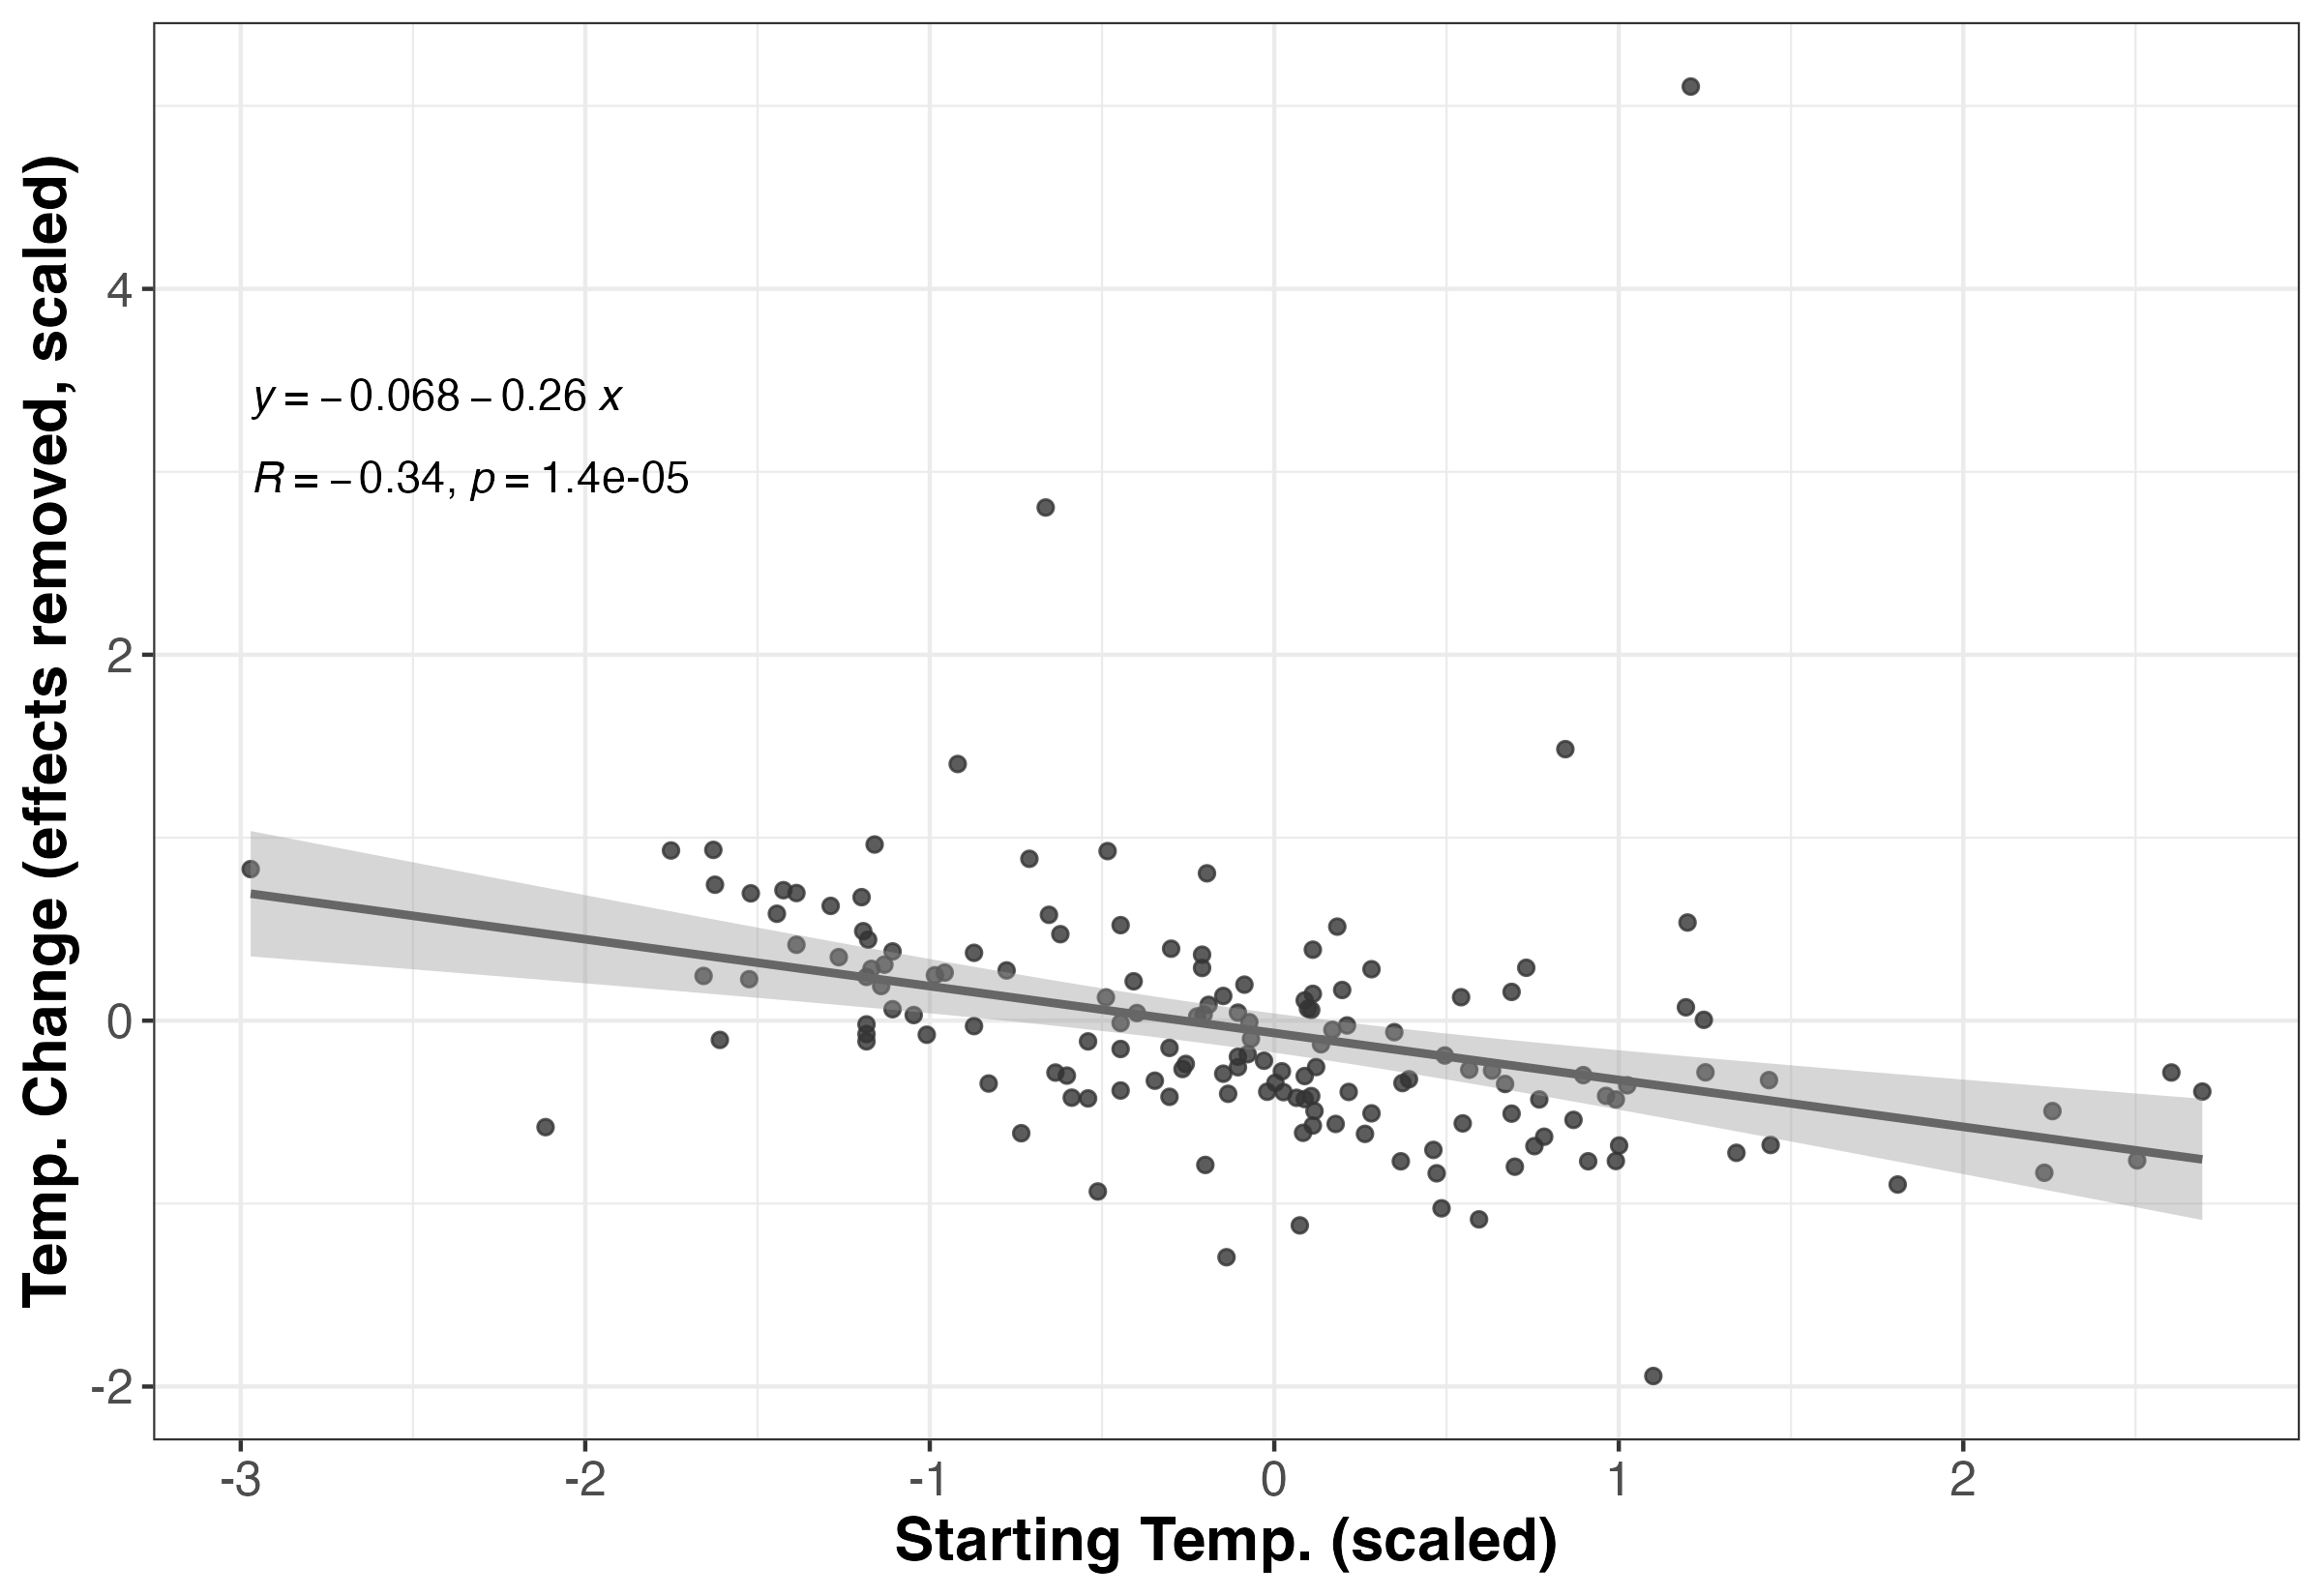 Temp. Change (effects removed, scaled)
4
2
0
-2
y = − 0.068 − 0.26 x
R = − 0.34, p = 1.4e-05
-3 -2 -1 0 1 2
Starting Temp. (scaled)